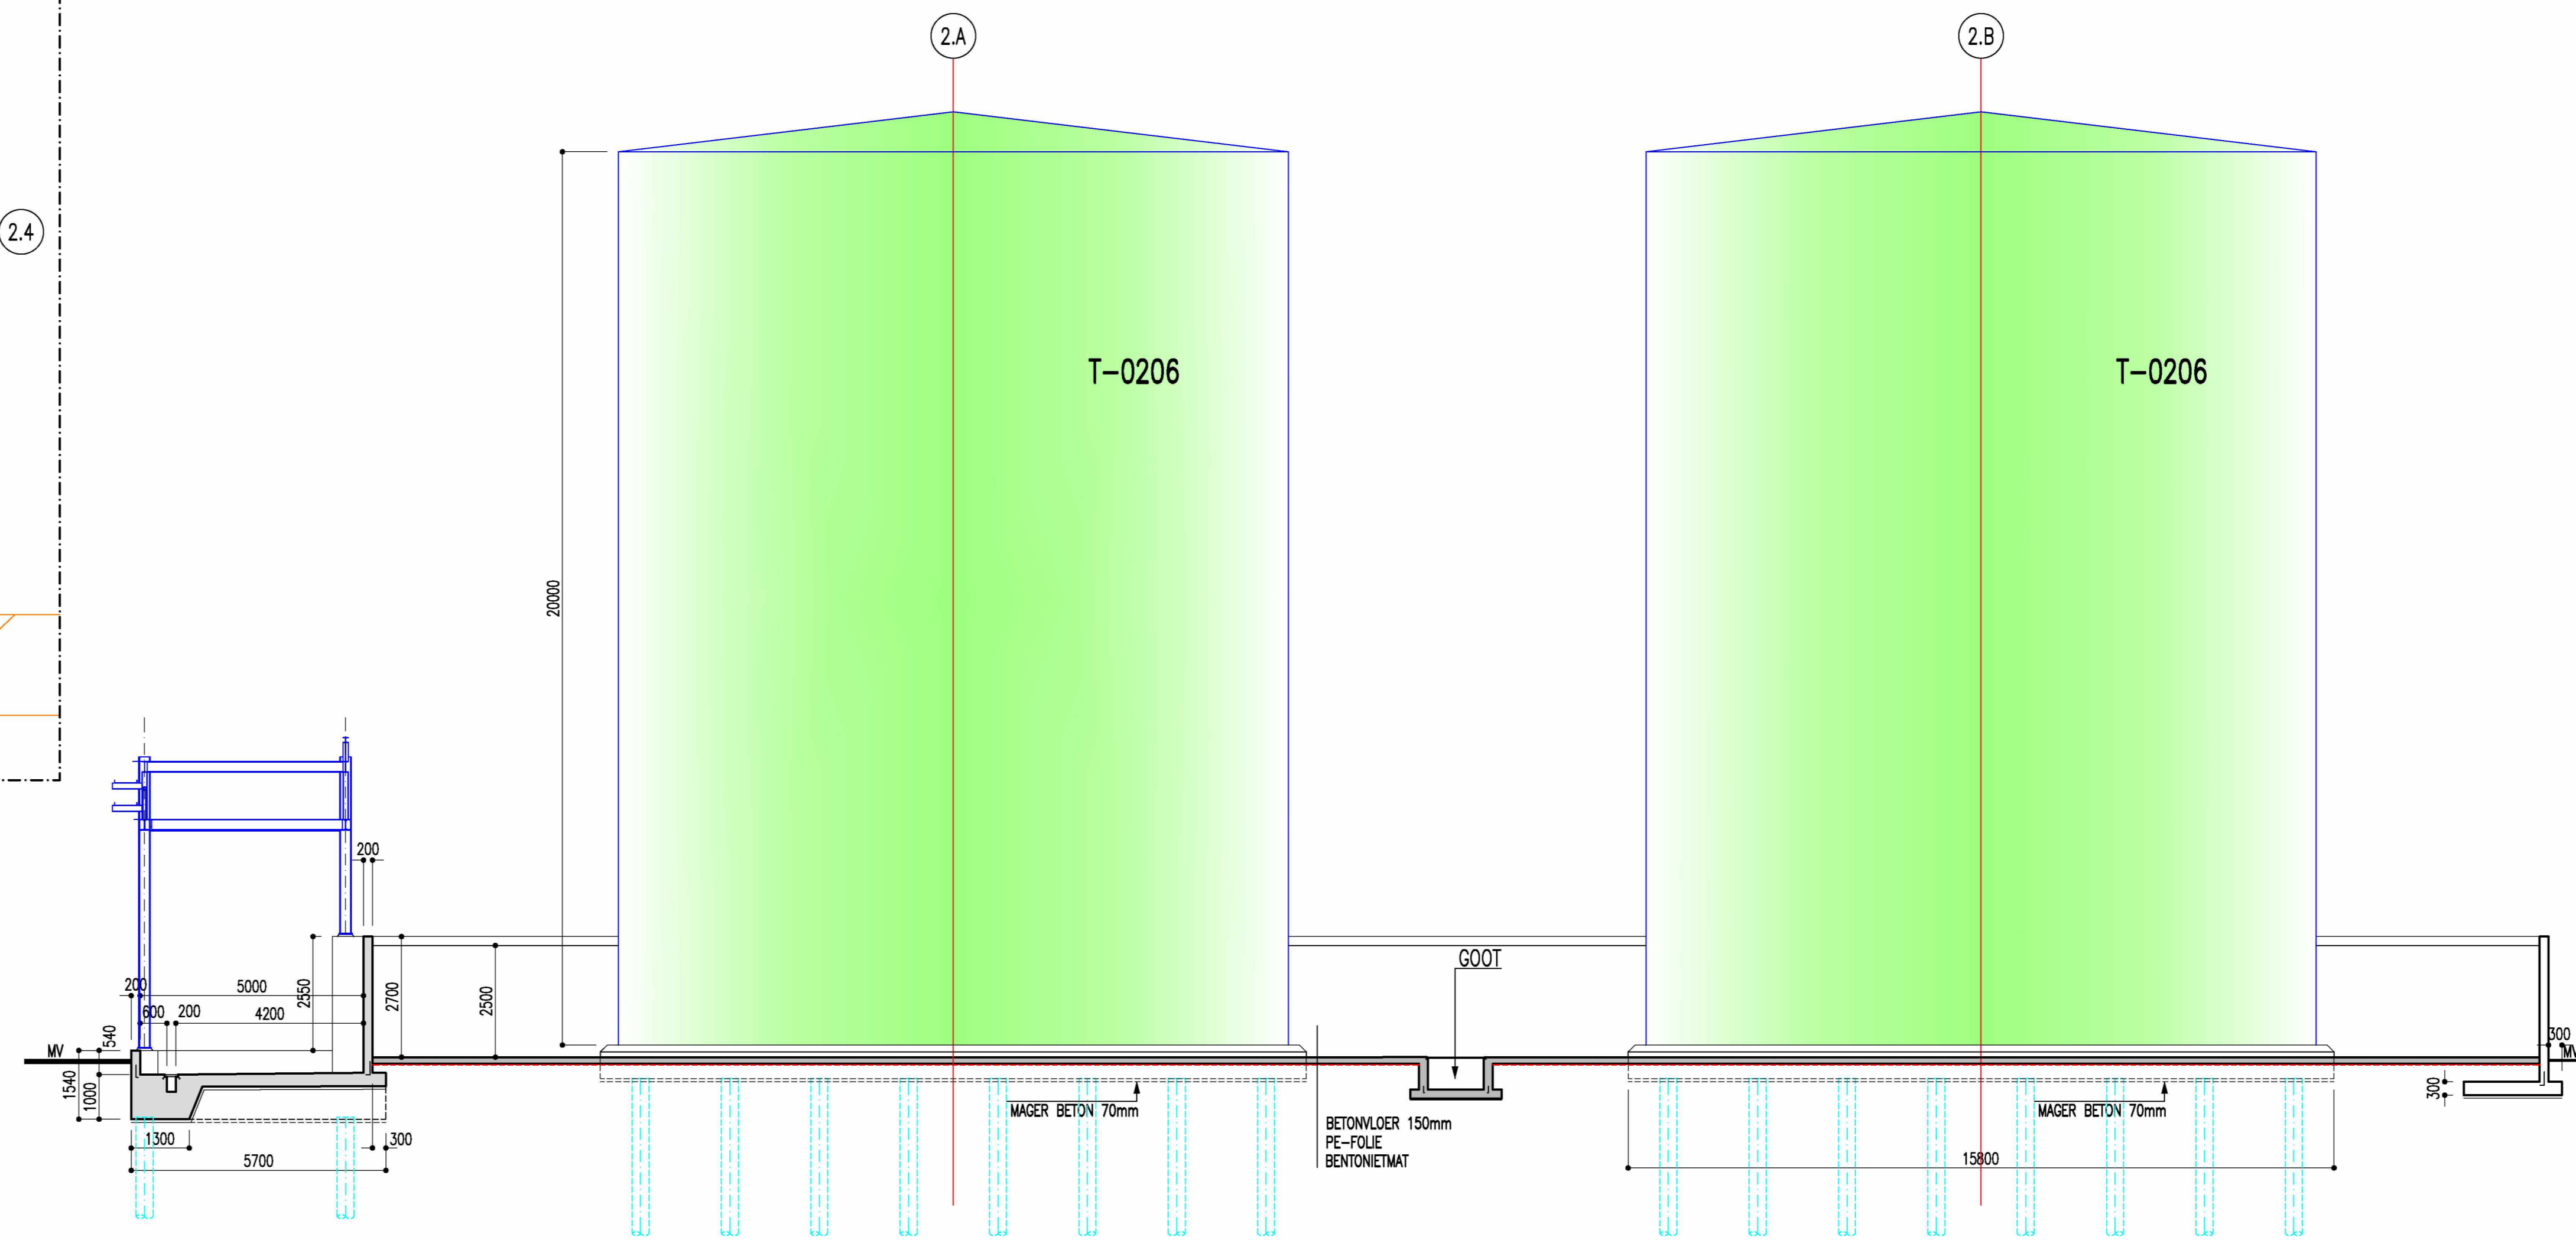 2.A
2.B
2.4
T-0206
T-0206
20000
200
GOOT
200
5000
2550
2700
2500
600
200
4200
540
MV
300
MV
1540
1000
300
MAGER BETON 70mm
MAGER BETON 70mm
BETONVLOER 150mm
PE-FOLIE
BENTONIETMAT
1300
300
5700
15800